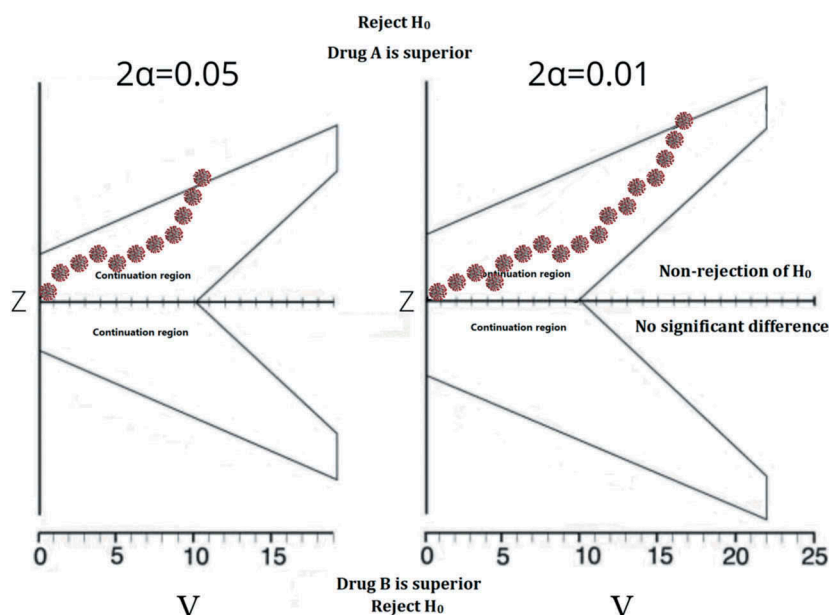 Reject H₀
Drug A is superior
2α=0.05
2α=0.01
Continuation region
Continuation region
Non-rejection of H₀
Z
Z
Continuation region
Continuation region
No significant difference
0 5 10 15
0 5 10 15 20 25
Drug B is superior
V
V
Reject H₀